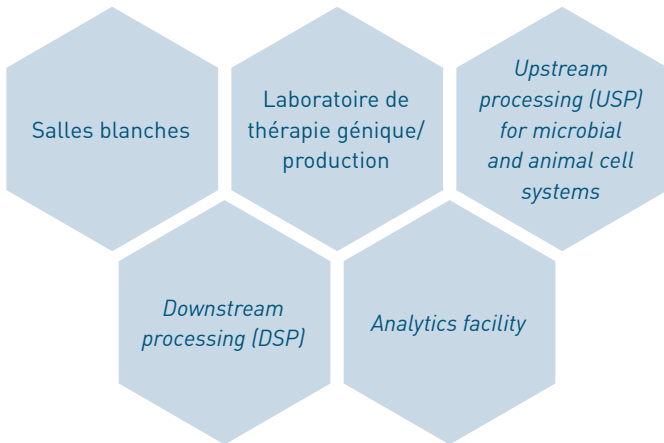 Salles blanches
Laboratoire de
thérapie génique/
production
Upstream
processing (USP)
for microbial
and animal cell
systems
Downstream
processing (DSP)
Analytics facility